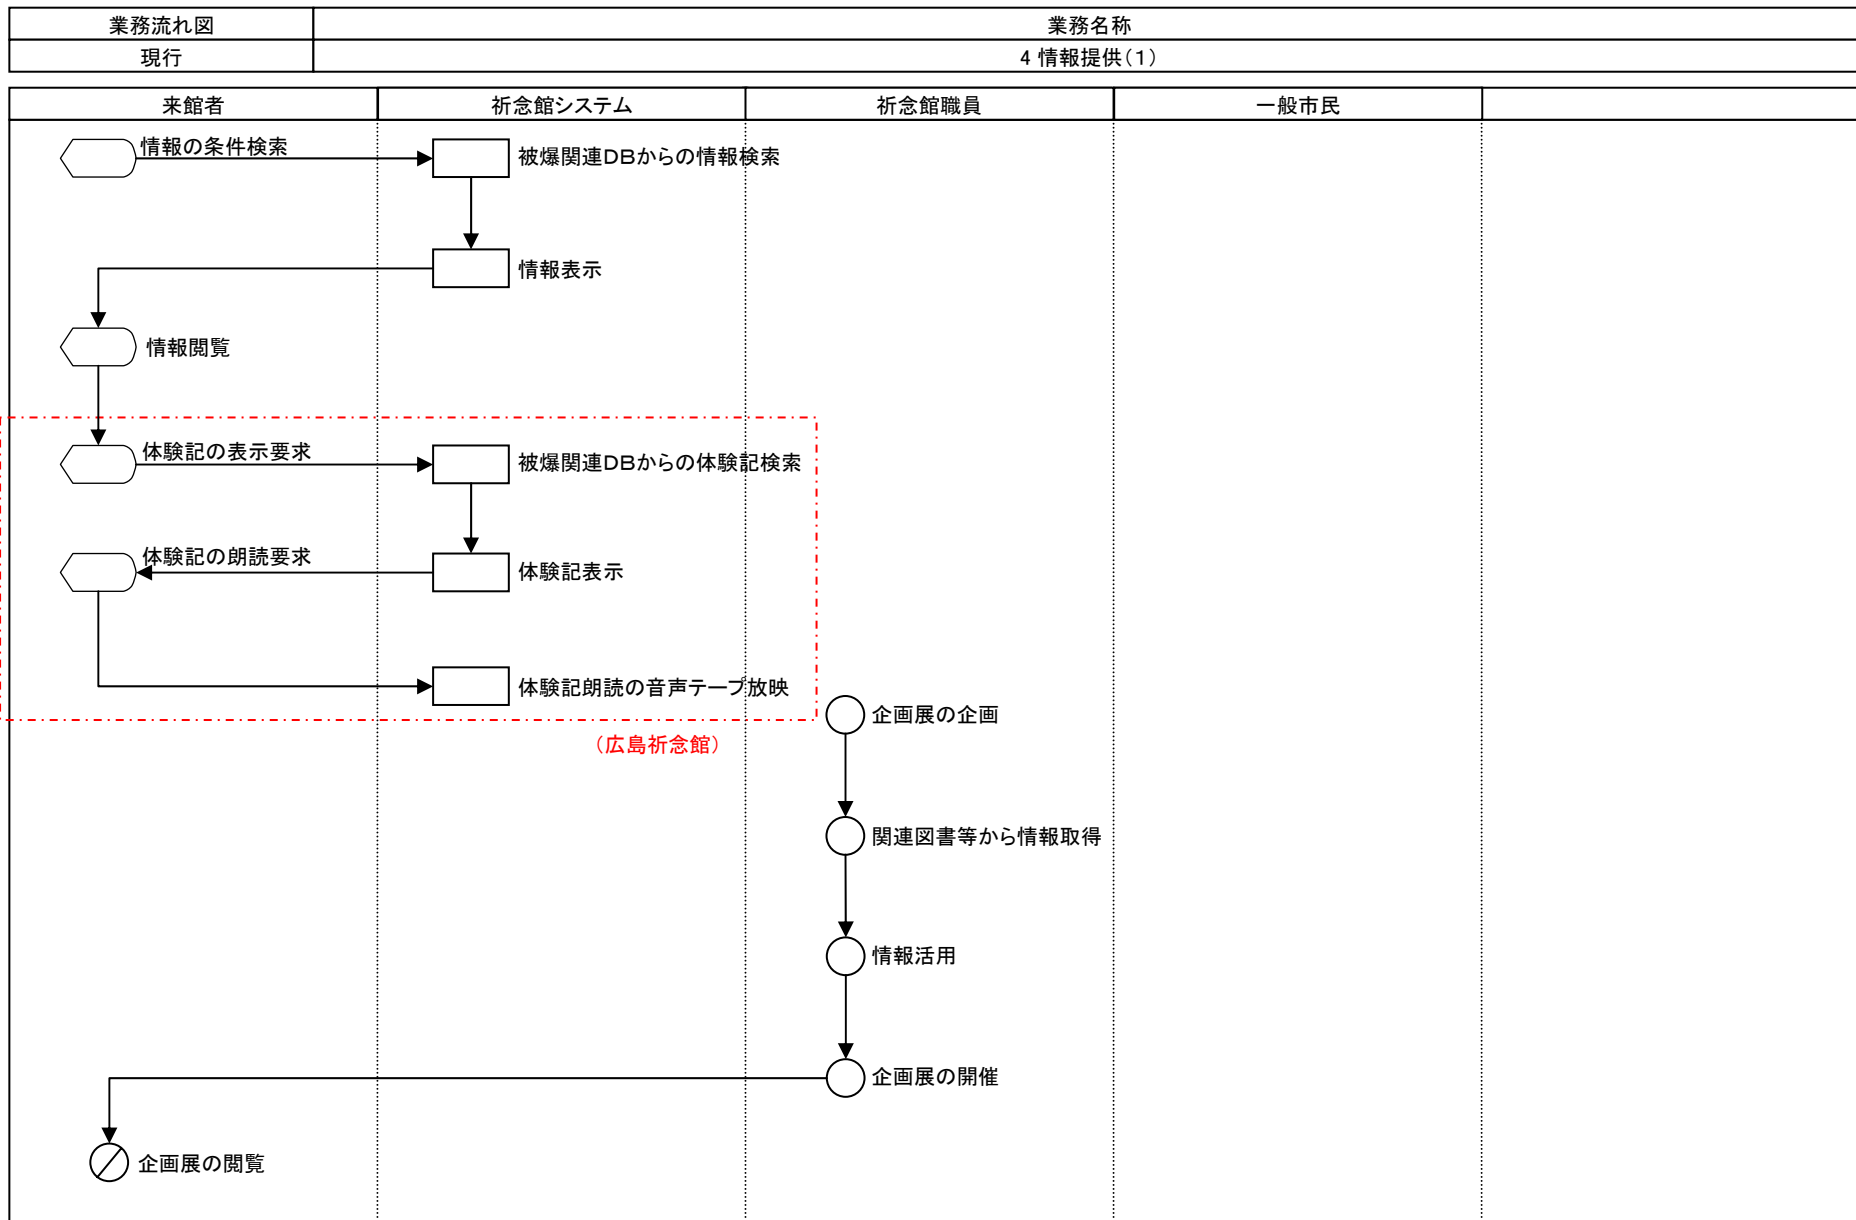 業務流れ図
業務名称
現行
4 情報提供(1)
来館者
祈念館システム
祈念館職員
一般市民
情報の条件検索
被爆関連DBからの情報検索
情報表示
情報閲覧
体験記の表示要求
被爆関連DBからの体験記検索
体験記の朗読要求
体験記表示
体験記朗読の音声テープ放映
企画展の企画
(広島祈念館)
関連図書等から情報取得
情報活用
企画展の開催
企画展の閲覧